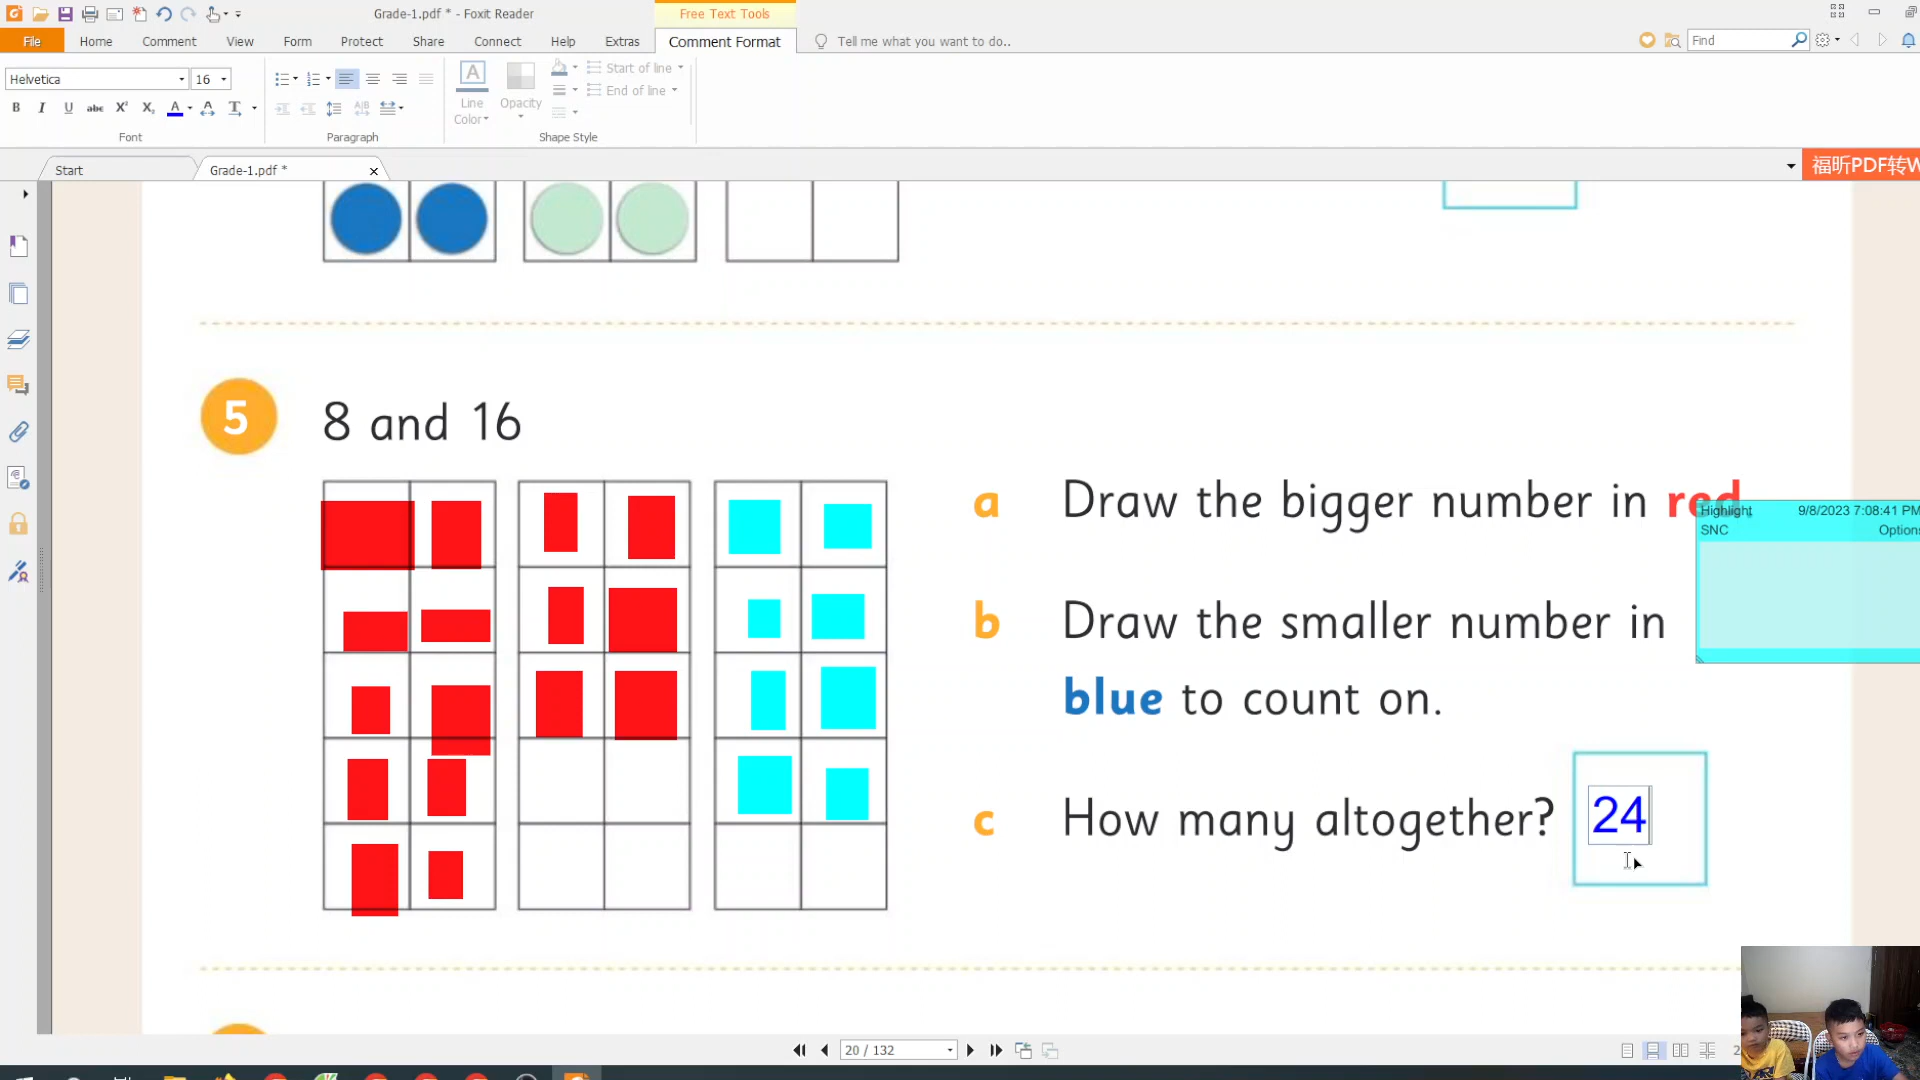 Grade-1.pdf * - Foxit Reader
Free Text Tools
File
Home
Comment
View
Form
Protect
Share
Connect
Help
Extras
Comment Format
Tell me what you want to do..
Find
Helvetica
16
Start of line
End of line
Line Color
Opacity
Font
Paragraph
Shape Style
Start
Grade-1.pdf *
福昕PDF转W
5
8 and 16
a Draw the bigger number in red.
Highlight 9/8/2023 7:08:41 PM
SNC Options
b Draw the smaller number in
blue to count on.
c How many altogether?
24
20 / 132